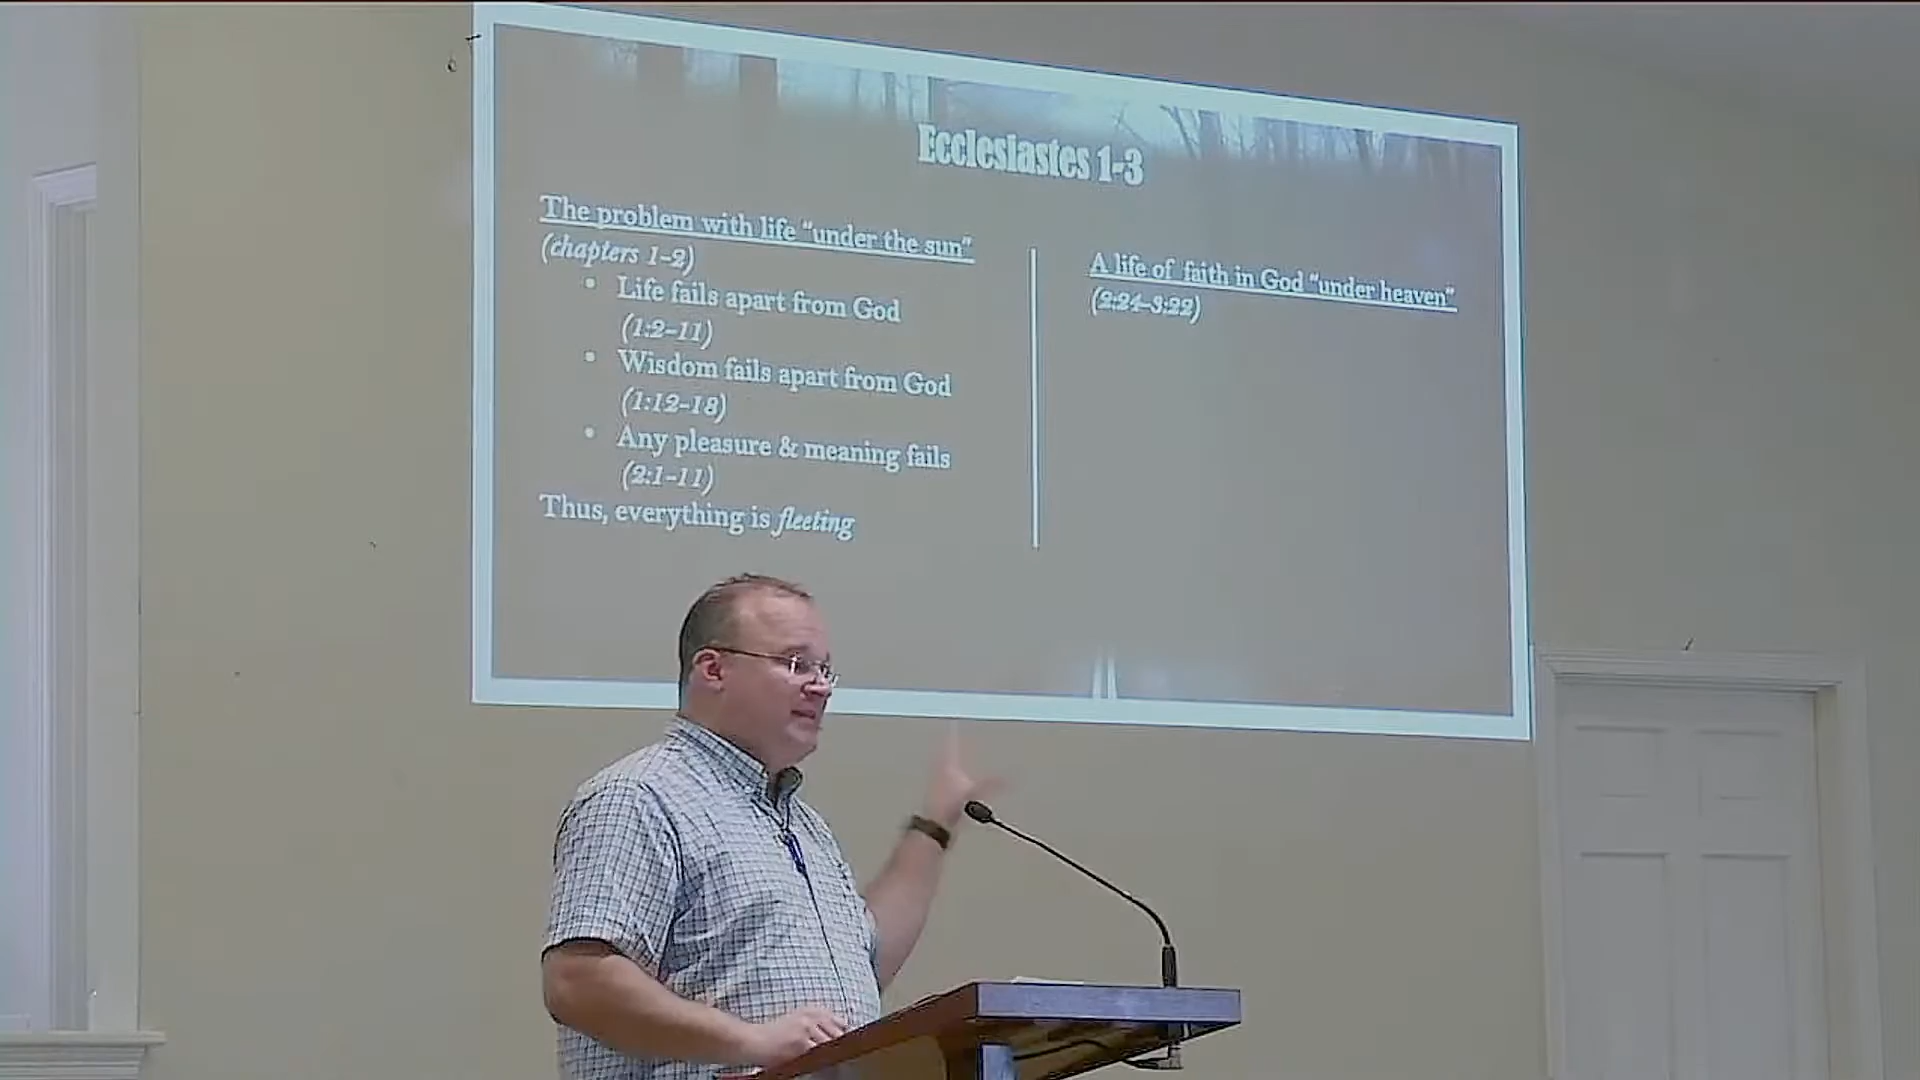 Ecclesiastes 1-3
The problem with life "under the sun"
(chapters 1-2)
• Life fails apart from God
(1:2-11)
• Wisdom fails apart from God
(1:12-18)
• Any pleasure & meaning fails
(2:1-11)
Thus, everything is fleeting
A life of faith in God "under heaven"
(2:24-3:22)